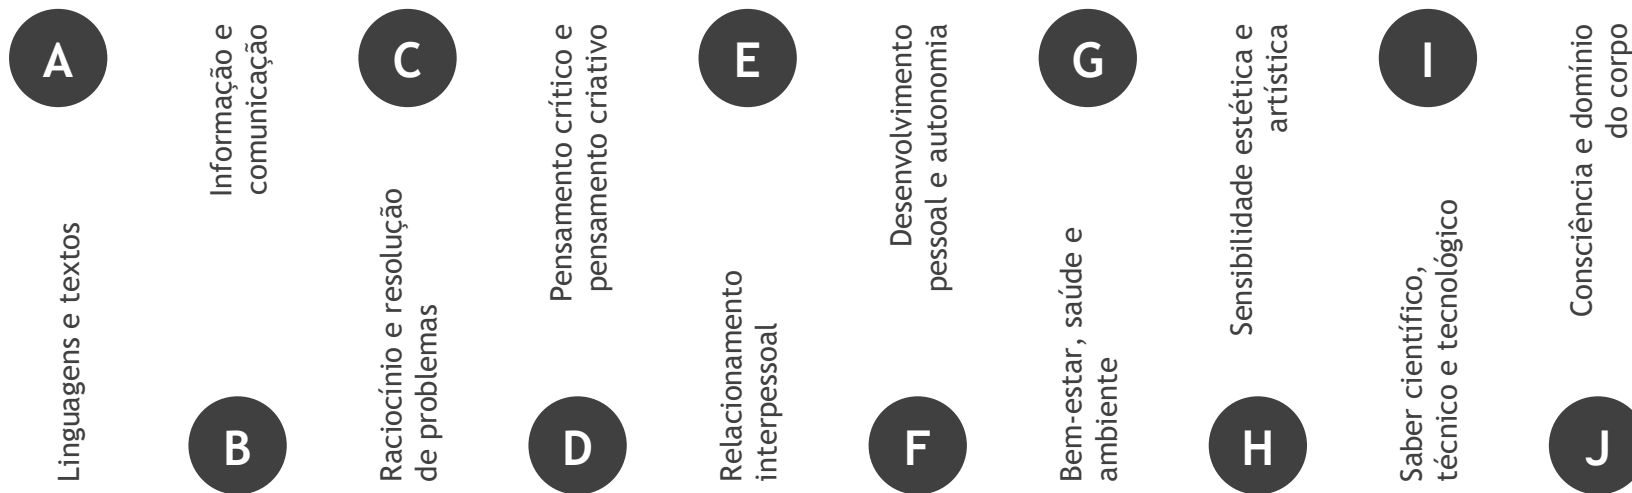 A
Linguagens e textos
B
Informação e
comunicação
C
Raciocínio e resolução
de problemas
D
Pensamento crítico e
pensamento criativo
E
Relacionamento
interpessoal
F
Desenvolvimento
pessoal e autonomia
G
Bem-estar, saúde e
ambiente
H
Sensibilidade estética e
artística
I
Saber científico,
técnico e tecnológico
J
Consciência e domínio
do corpo